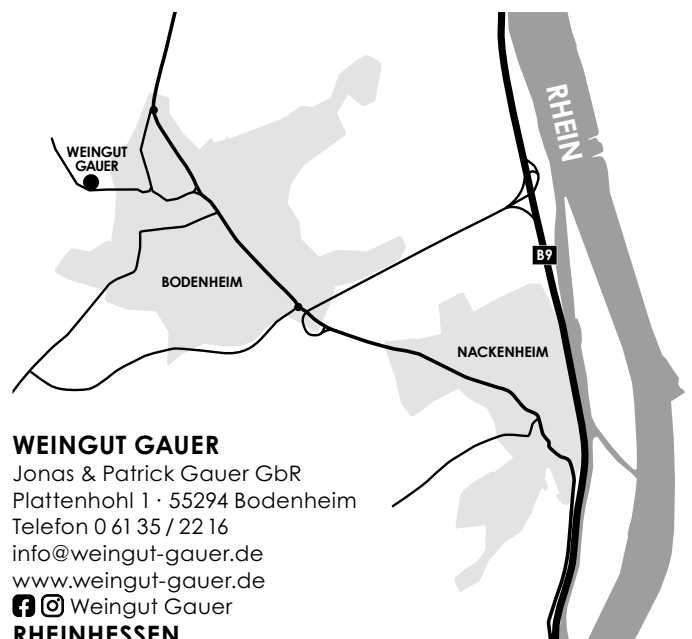 RHEIN
WEINGUT
GAUER
B9
BODENHEIM
NACKENHEIM
WEINGUT GAUER
Jonas & Patrick Gauer GbR
Plattenhohl 1 · 55294 Bodenheim
Telefon 0 61 35 / 22 16
info@weingut-gauer.de
www.weingut-gauer.de
Weingut Gauer
RHEINHESSEN